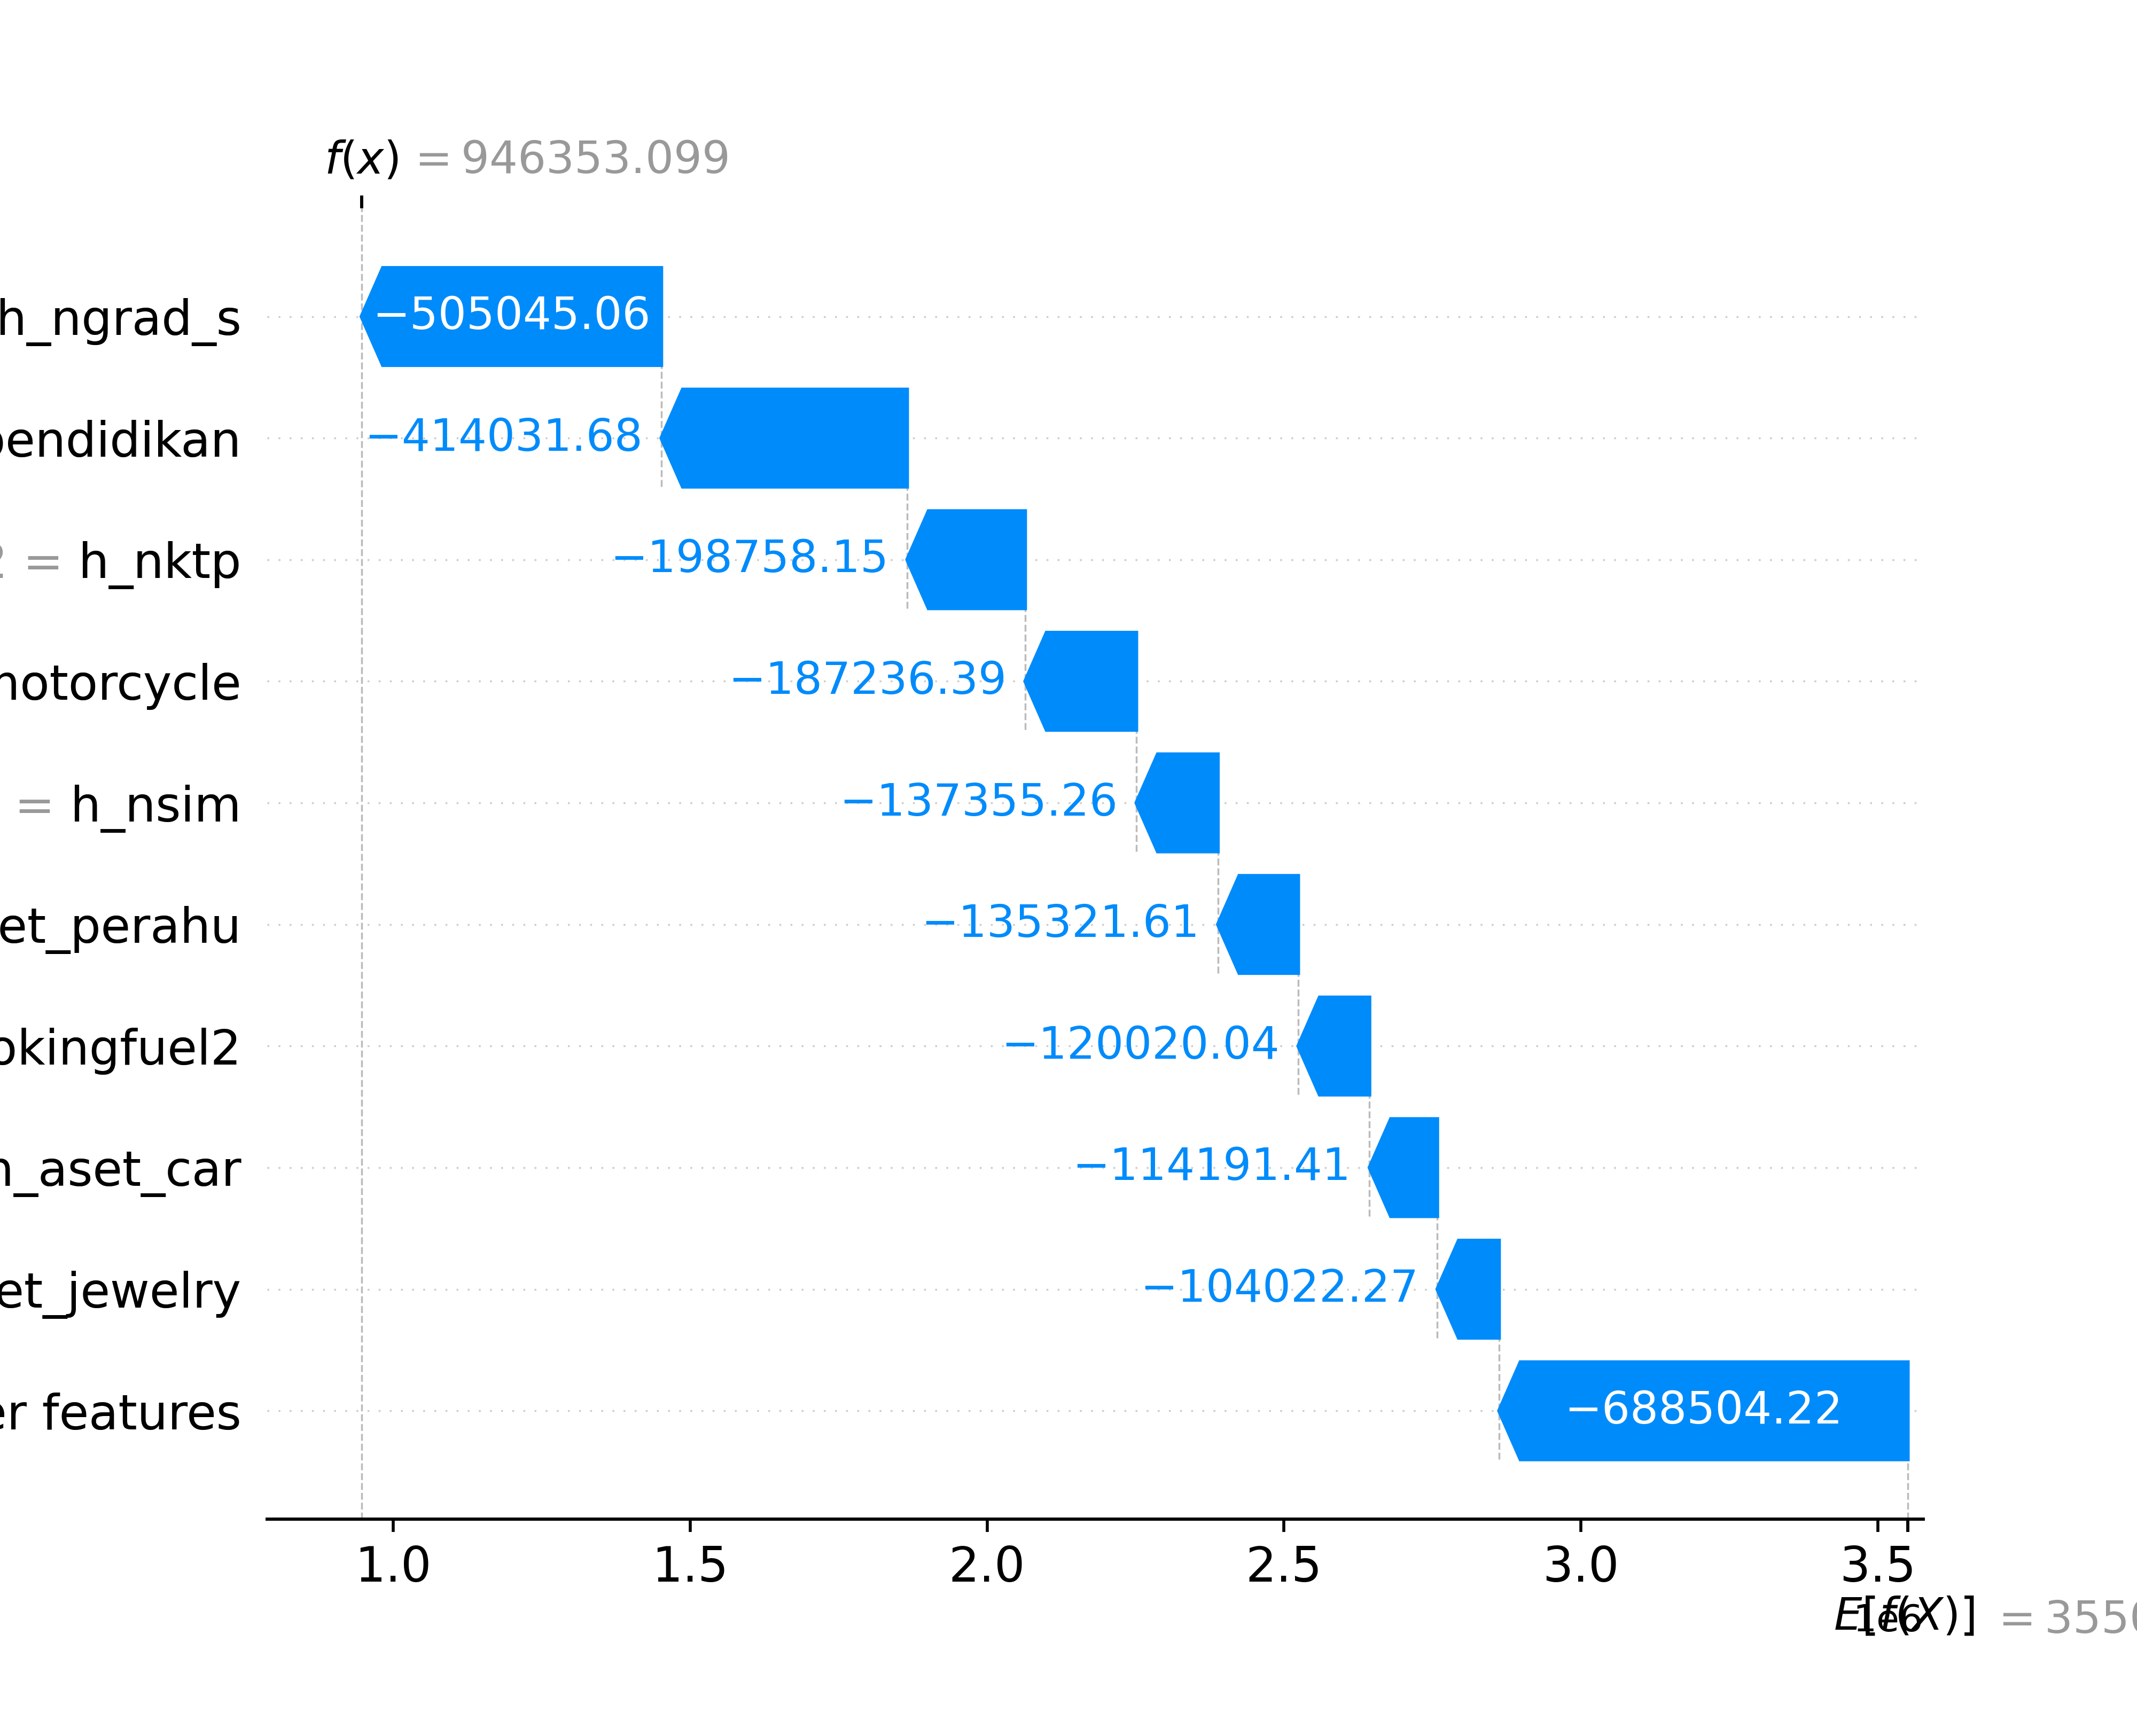 f(x) = 946353.099
h_ngrad_s
−505045.06
pendidikan
−414031.68
= h_nktp
−198758.15
motorcycle
−187236.39
= h_nsim
−137355.26
et_perahu
−135321.61
okingfuel2
−120020.04
h_aset_car
−114191.41
et_jewelry
−104022.27
er features
−688504.22
1.0 1.5 2.0 2.5 3.0 3.5
1e6
E[f(X)] = 3550